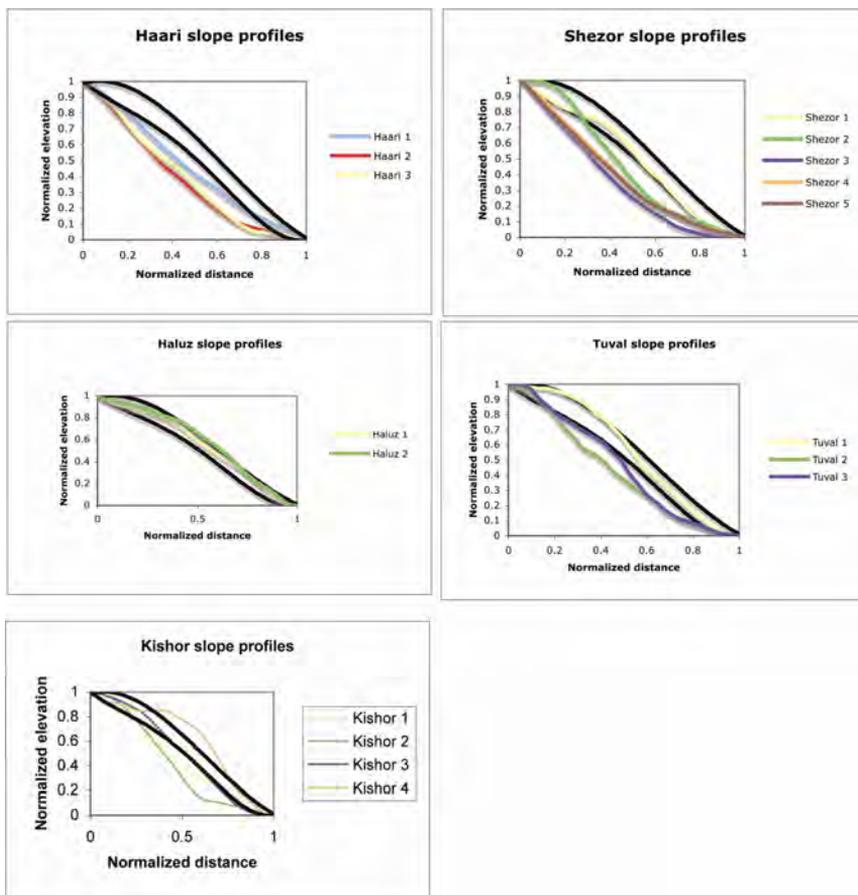 Haari slope profiles
Normalized elevation
1
0.9
0.8
0.7
0.6
0.5
0.4
0.3
0.2
0.1
0
0 0.2 0.4 0.6 0.8 1
Normalized distance
Haari 1
Haari 2
Haari 3
Shezor slope profiles
Normalized elevation
1
0.9
0.8
0.7
0.6
0.5
0.4
0.3
0.2
0.1
0
0 0.2 0.4 0.6 0.8 1
Normalized distance
Shezor 1
Shezor 2
Shezor 3
Shezor 4
Shezor 5
Haluz slope profiles
Normalized elevation
1
0.8
0.6
0.4
0.2
0
0 0.5 1
Normalized distance
Haluz 1
Haluz 2
Tuval slope profiles
Normalized elevation
1
0.9
0.8
0.7
0.6
0.5
0.4
0.3
0.2
0.1
0
0 0.2 0.4 0.6 0.8 1
Normalized distance
Tuval 1
Tuval 2
Tuval 3
Kishor slope profiles
Normalized elevation
1
0.8
0.6
0.4
0.2
0
0 0.5 1
Normalized distance
Kishor 1
Kishor 2
Kishor 3
Kishor 4